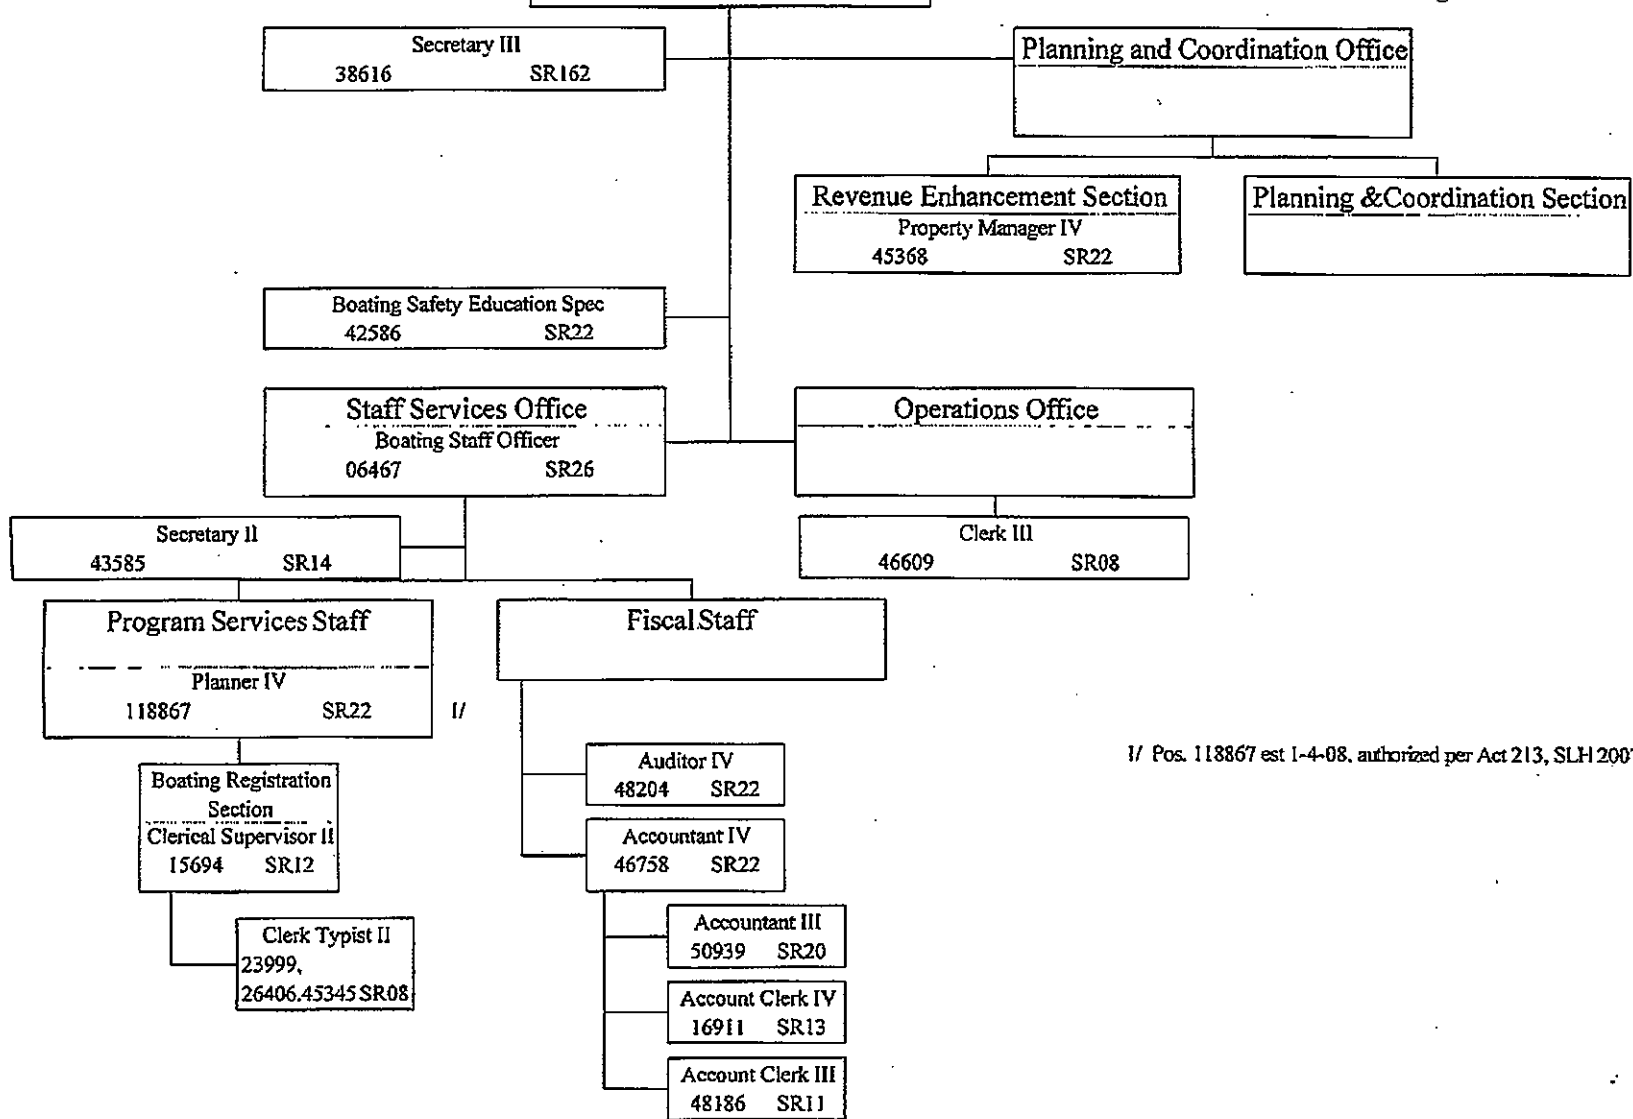 Secretary III
38616 SR162
Planning and Coordination Office
Revenue Enhancement Section
Property Manager IV
45368 SR22
Planning &Coordination Section
Boating Safety Education Spec
42586 SR22
Staff Services Office
Boating Staff Officer
06467 SR26
Operations Office
Secretary II
43585 SR14
Clerk III
46609 SR08
Program Services Staff
Planner IV
118867 SR22 1/
Fiscal Staff
1/ Pos. 118867 est 1-4-08, authorized per Act 213, SLH 2007
Auditor IV
48204 SR22
Boating Registration
Section
Clerical Supervisor II
15694 SR12
Accountant IV
46758 SR22
Clerk Typist II
23999,
26406.45345 SR08
Accountant III
50939 SR20
Account Clerk IV
16911 SR13
Account Clerk III
48186 SR11